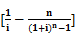 [1/i - n/((1+i)^n-1)]